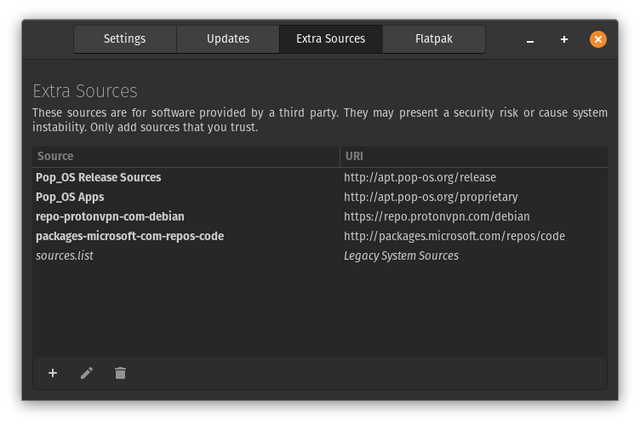 Settings
Updates
Extra Sources
Flatpak
Extra Sources
These sources are for software provided by a third party. They may present a security risk or cause system
instability. Only add sources that you trust.
Source URI
Pop_OS Release Sources http://apt.pop-os.org/release
Pop_OS Apps http://apt.pop-os.org/proprietary
repo-protonvpn-com-debian https://repo.protonvpn.com/debian
packages-microsoft-com-repos-code http://packages.microsoft.com/repos/code
sources.list Legacy System Sources